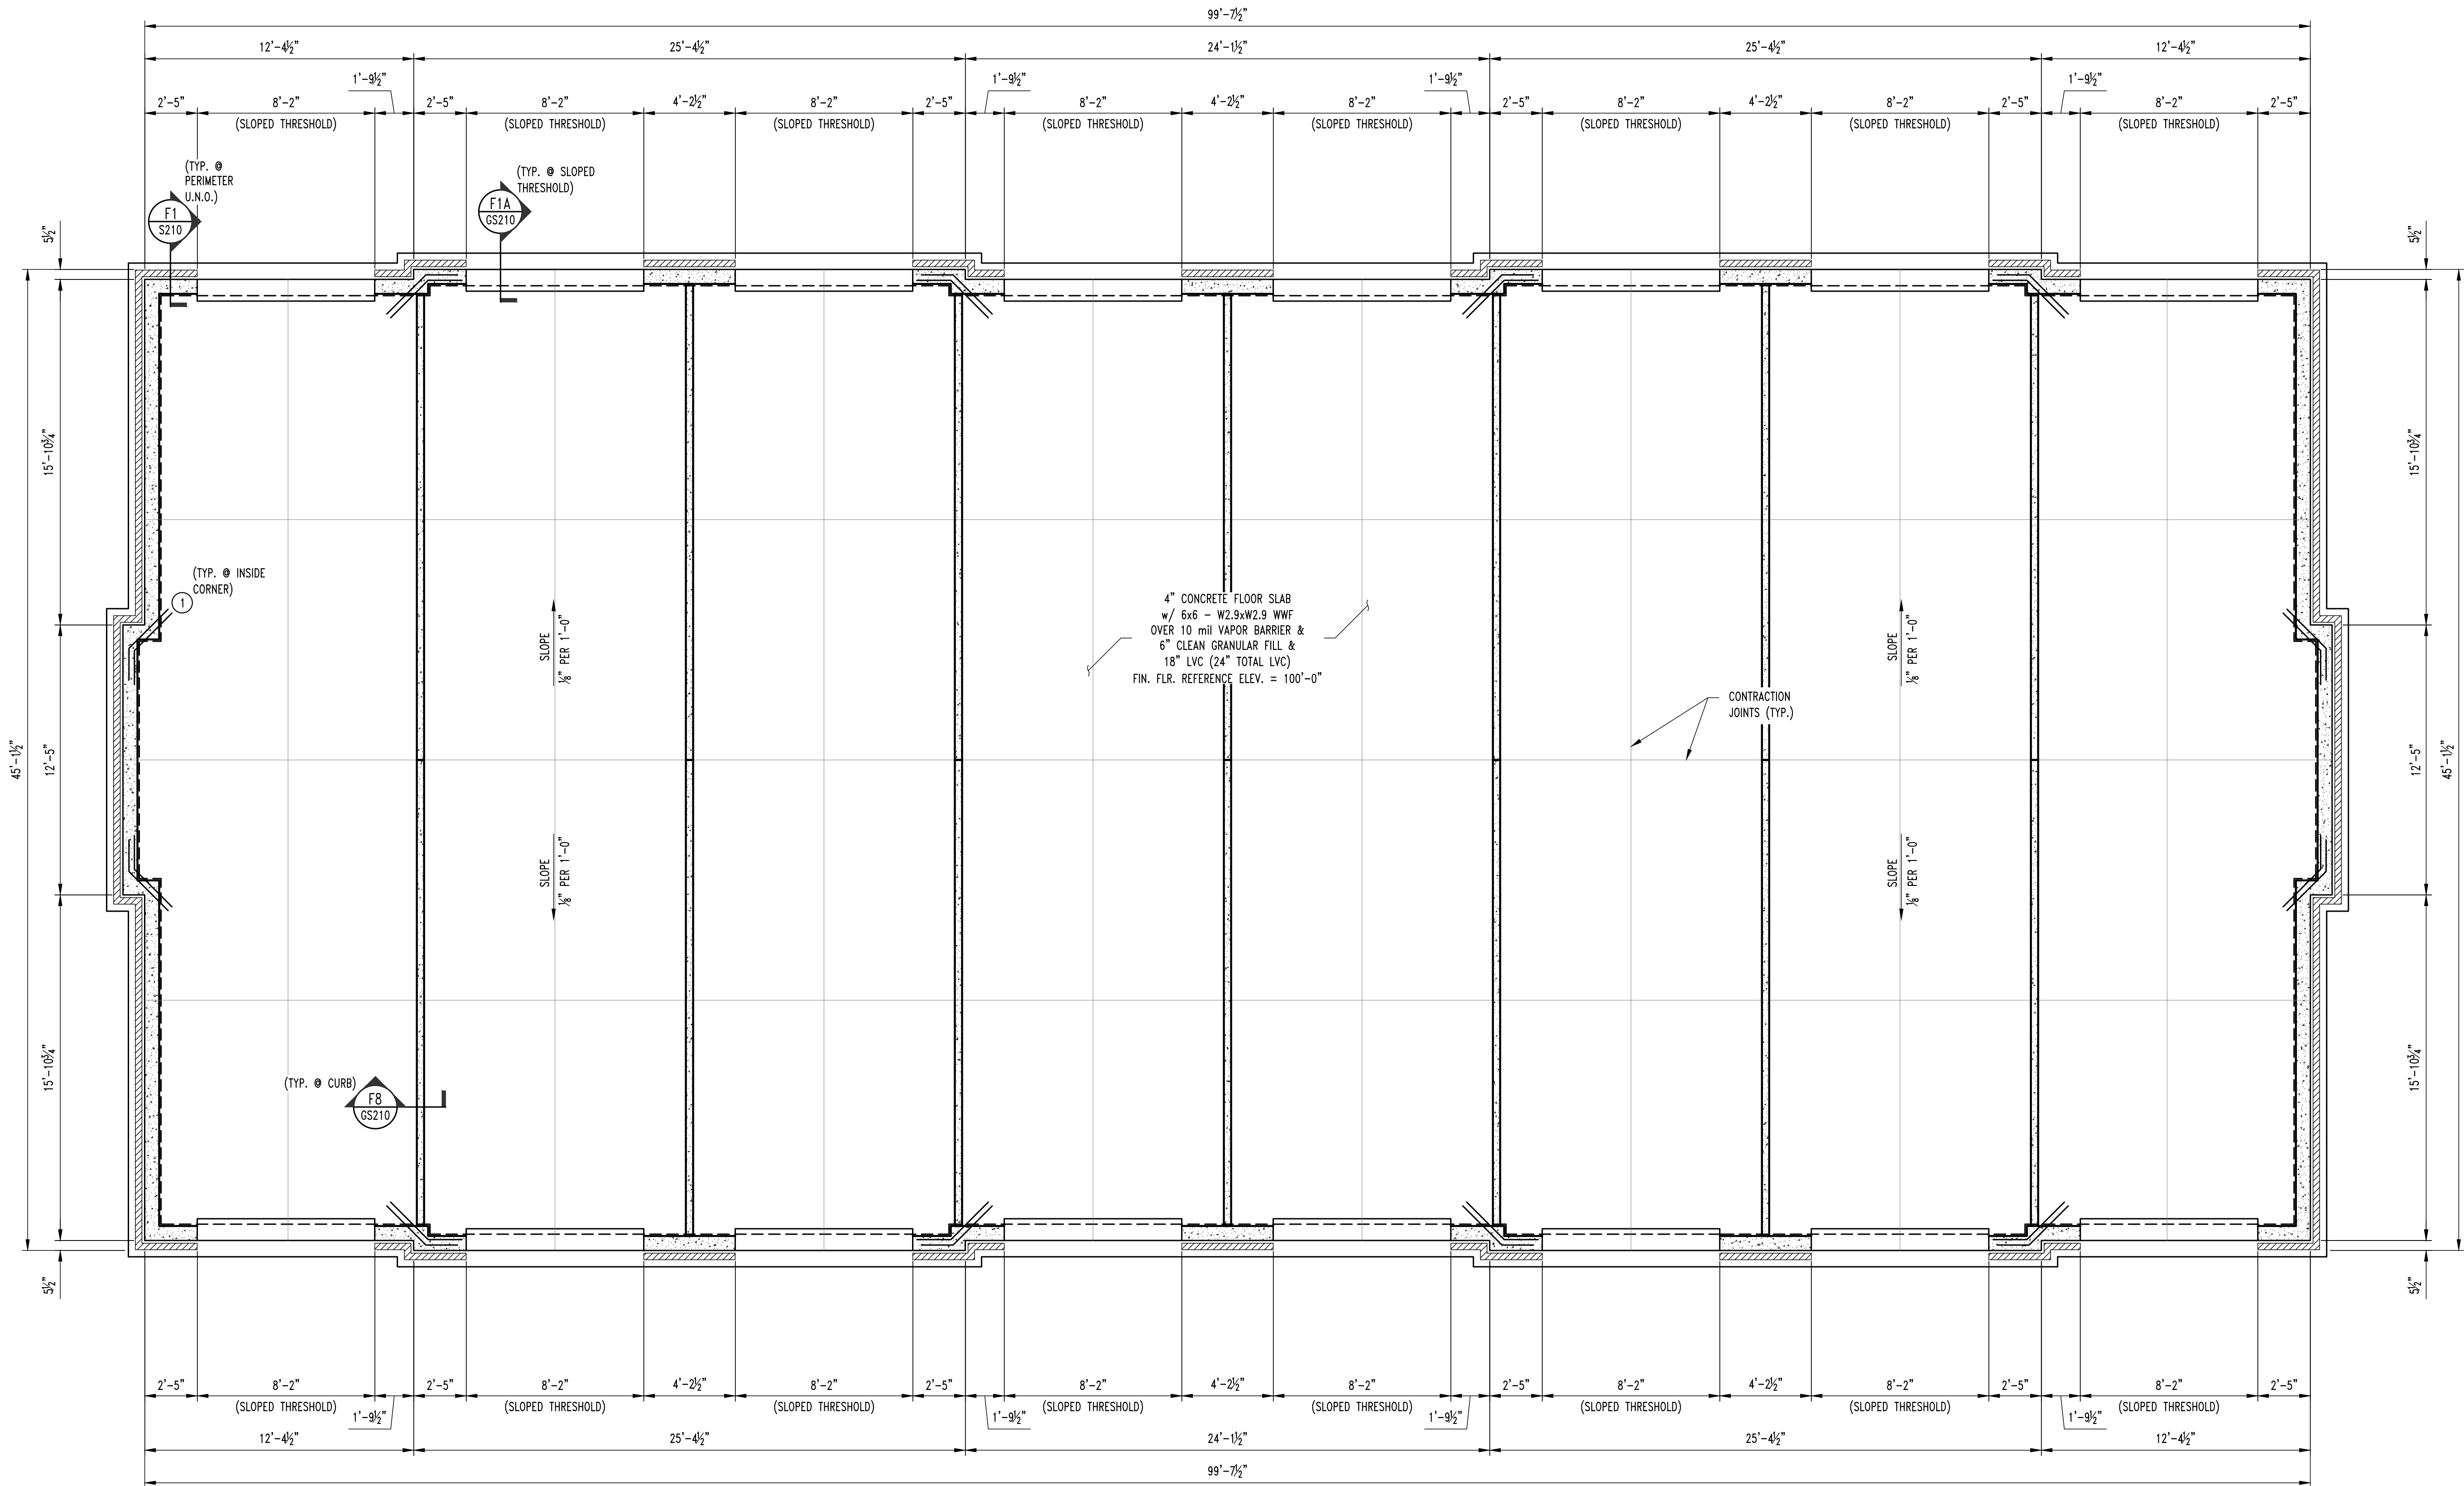 99'-7½"
12'-4½" 25'-4½" 24'-1½" 25'-4½" 12'-4½"
1'-9½" 1'-9½" 1'-9½" 1'-9½"
2'-5" 8'-2" 2'-5" 8'-2" 4'-2½" 8'-2" 2'-5" 8'-2" 4'-2½" 8'-2" 2'-5" 8'-2" 4'-2½" 8'-2" 2'-5" 8'-2" 2'-5"
(SLOPED THRESHOLD) (SLOPED THRESHOLD) (SLOPED THRESHOLD) (SLOPED THRESHOLD) (SLOPED THRESHOLD) (SLOPED THRESHOLD) (SLOPED THRESHOLD) (SLOPED THRESHOLD)
(TYP. @
PERIMETER
U.N.O.)
F1
S210
(TYP. @ SLOPED
THRESHOLD)
F1A
GS210
5½"
5½"
15'-10¾"
15'-10¾"
(TYP. @ INSIDE
CORNER)
1
SLOPE
⅛" PER 1'-0"
4" CONCRETE FLOOR SLAB
w/ 6x6 - W2.9xW2.9 WWF
OVER 10 mil VAPOR BARRIER &
6" CLEAN GRANULAR FILL &
18" LVC (24" TOTAL LVC)
FIN. FLR. REFERENCE ELEV. = 100'-0"
SLOPE
⅛" PER 1'-0"
CONTRACTION
JOINTS (TYP.)
45'-1½"
12'-5"
12'-5"
45'-1½"
SLOPE
⅛" PER 1'-0"
SLOPE
⅛" PER 1'-0"
15'-10¾"
15'-10¾"
(TYP. @ CURB)
F8
GS210
5½"
5½"
2'-5" 8'-2" 2'-5" 8'-2" 4'-2½" 8'-2" 2'-5" 8'-2" 4'-2½" 8'-2" 2'-5" 8'-2" 4'-2½" 8'-2" 2'-5" 8'-2" 2'-5"
(SLOPED THRESHOLD) (SLOPED THRESHOLD) (SLOPED THRESHOLD) (SLOPED THRESHOLD) (SLOPED THRESHOLD) (SLOPED THRESHOLD) (SLOPED THRESHOLD) (SLOPED THRESHOLD)
1'-9½" 1'-9½" 1'-9½" 1'-9½"
12'-4½" 25'-4½" 24'-1½" 25'-4½" 12'-4½"
99'-7½"